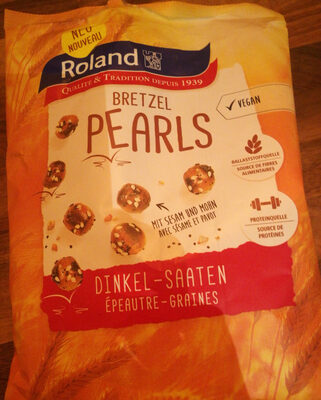 NEU
NOUVEAU
Roland
QUALITÉ & TRADITION DEPUIS 1939
BRETZEL
PEARLS
VEGAN
BALLASTSTOFFQUELLE
SOURCE DE FIBRES
ALIMENTAIRES
MIT SESAM UND MOHN
AVEC SÉSAME ET PAVOT
PROTEINQUELLE
SOURCE DE
PROTÉINES
DINKEL-SAATEN
ÉPEAUTRE-GRAINES